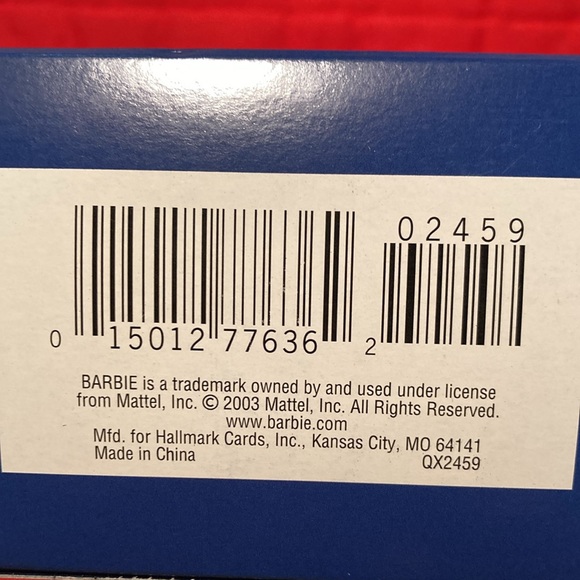 02459
0 15012 77636 2
BARBIE is a trademark owned by and used under license
from Mattel, Inc. © 2003 Mattel, Inc. All Rights Reserved.
www.barbie.com
Mfd. for Hallmark Cards, Inc., Kansas City, MO 64141
Made in China QX2459